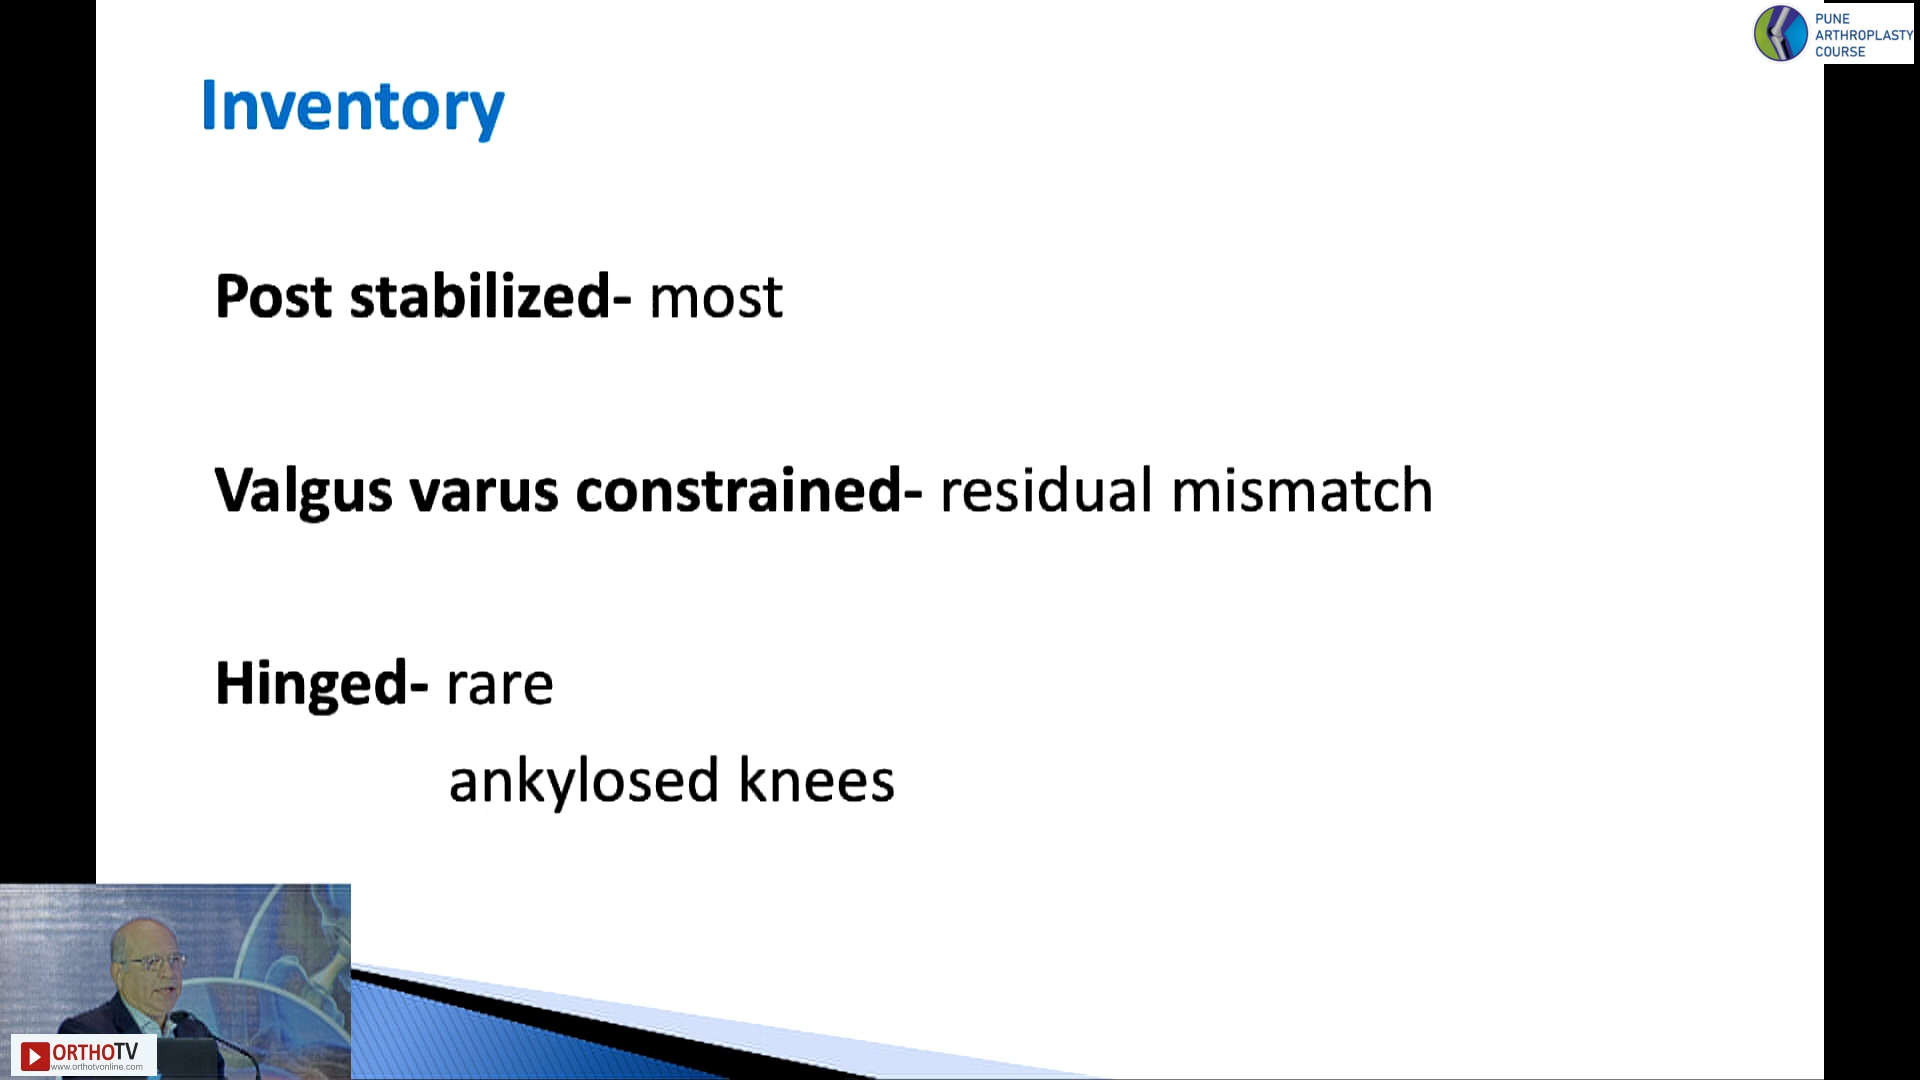 PUNE
ARTHROPLASTY
COURSE
Inventory
Post stabilized- most
Valgus varus constrained- residual mismatch
Hinged- rare
ankylosed knees
ORTHOTV
www.orthotvonline.com